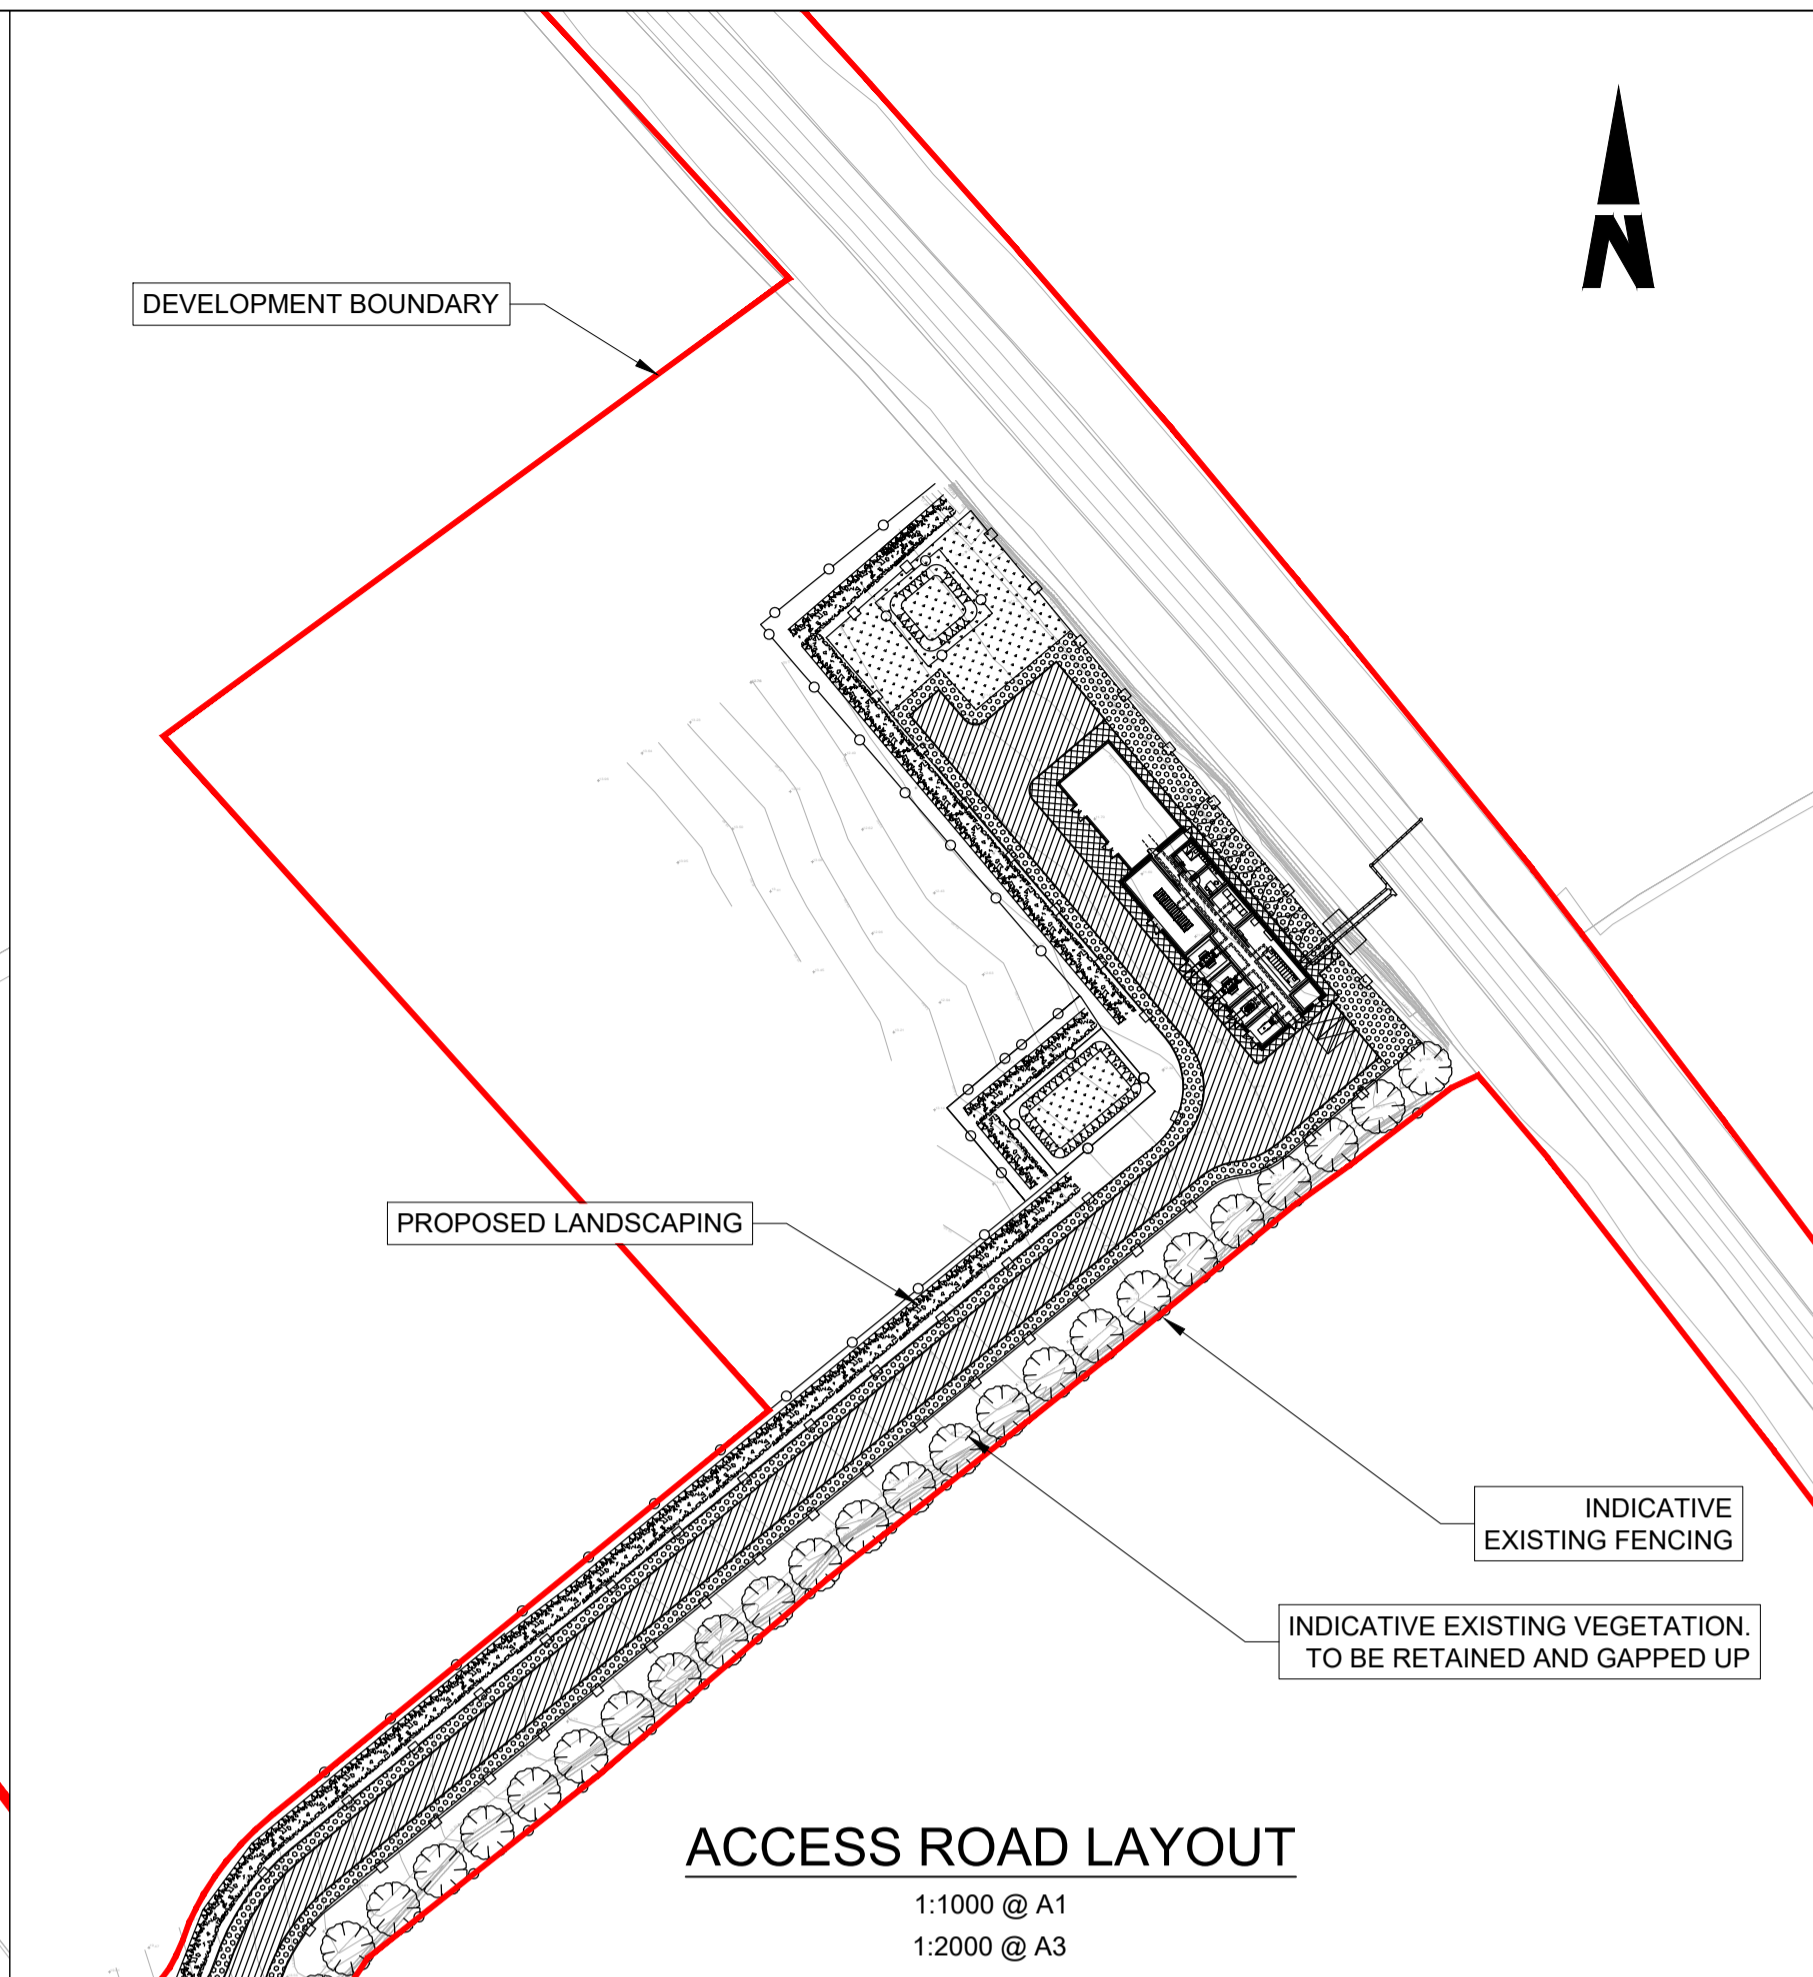 N
DEVELOPMENT BOUNDARY
PROPOSED LANDSCAPING
INDICATIVE
EXISTING FENCING
INDICATIVE EXISTING VEGETATION.
TO BE RETAINED AND GAPPED UP
ACCESS ROAD LAYOUT
1:1000 @ A1
1:2000 @ A3